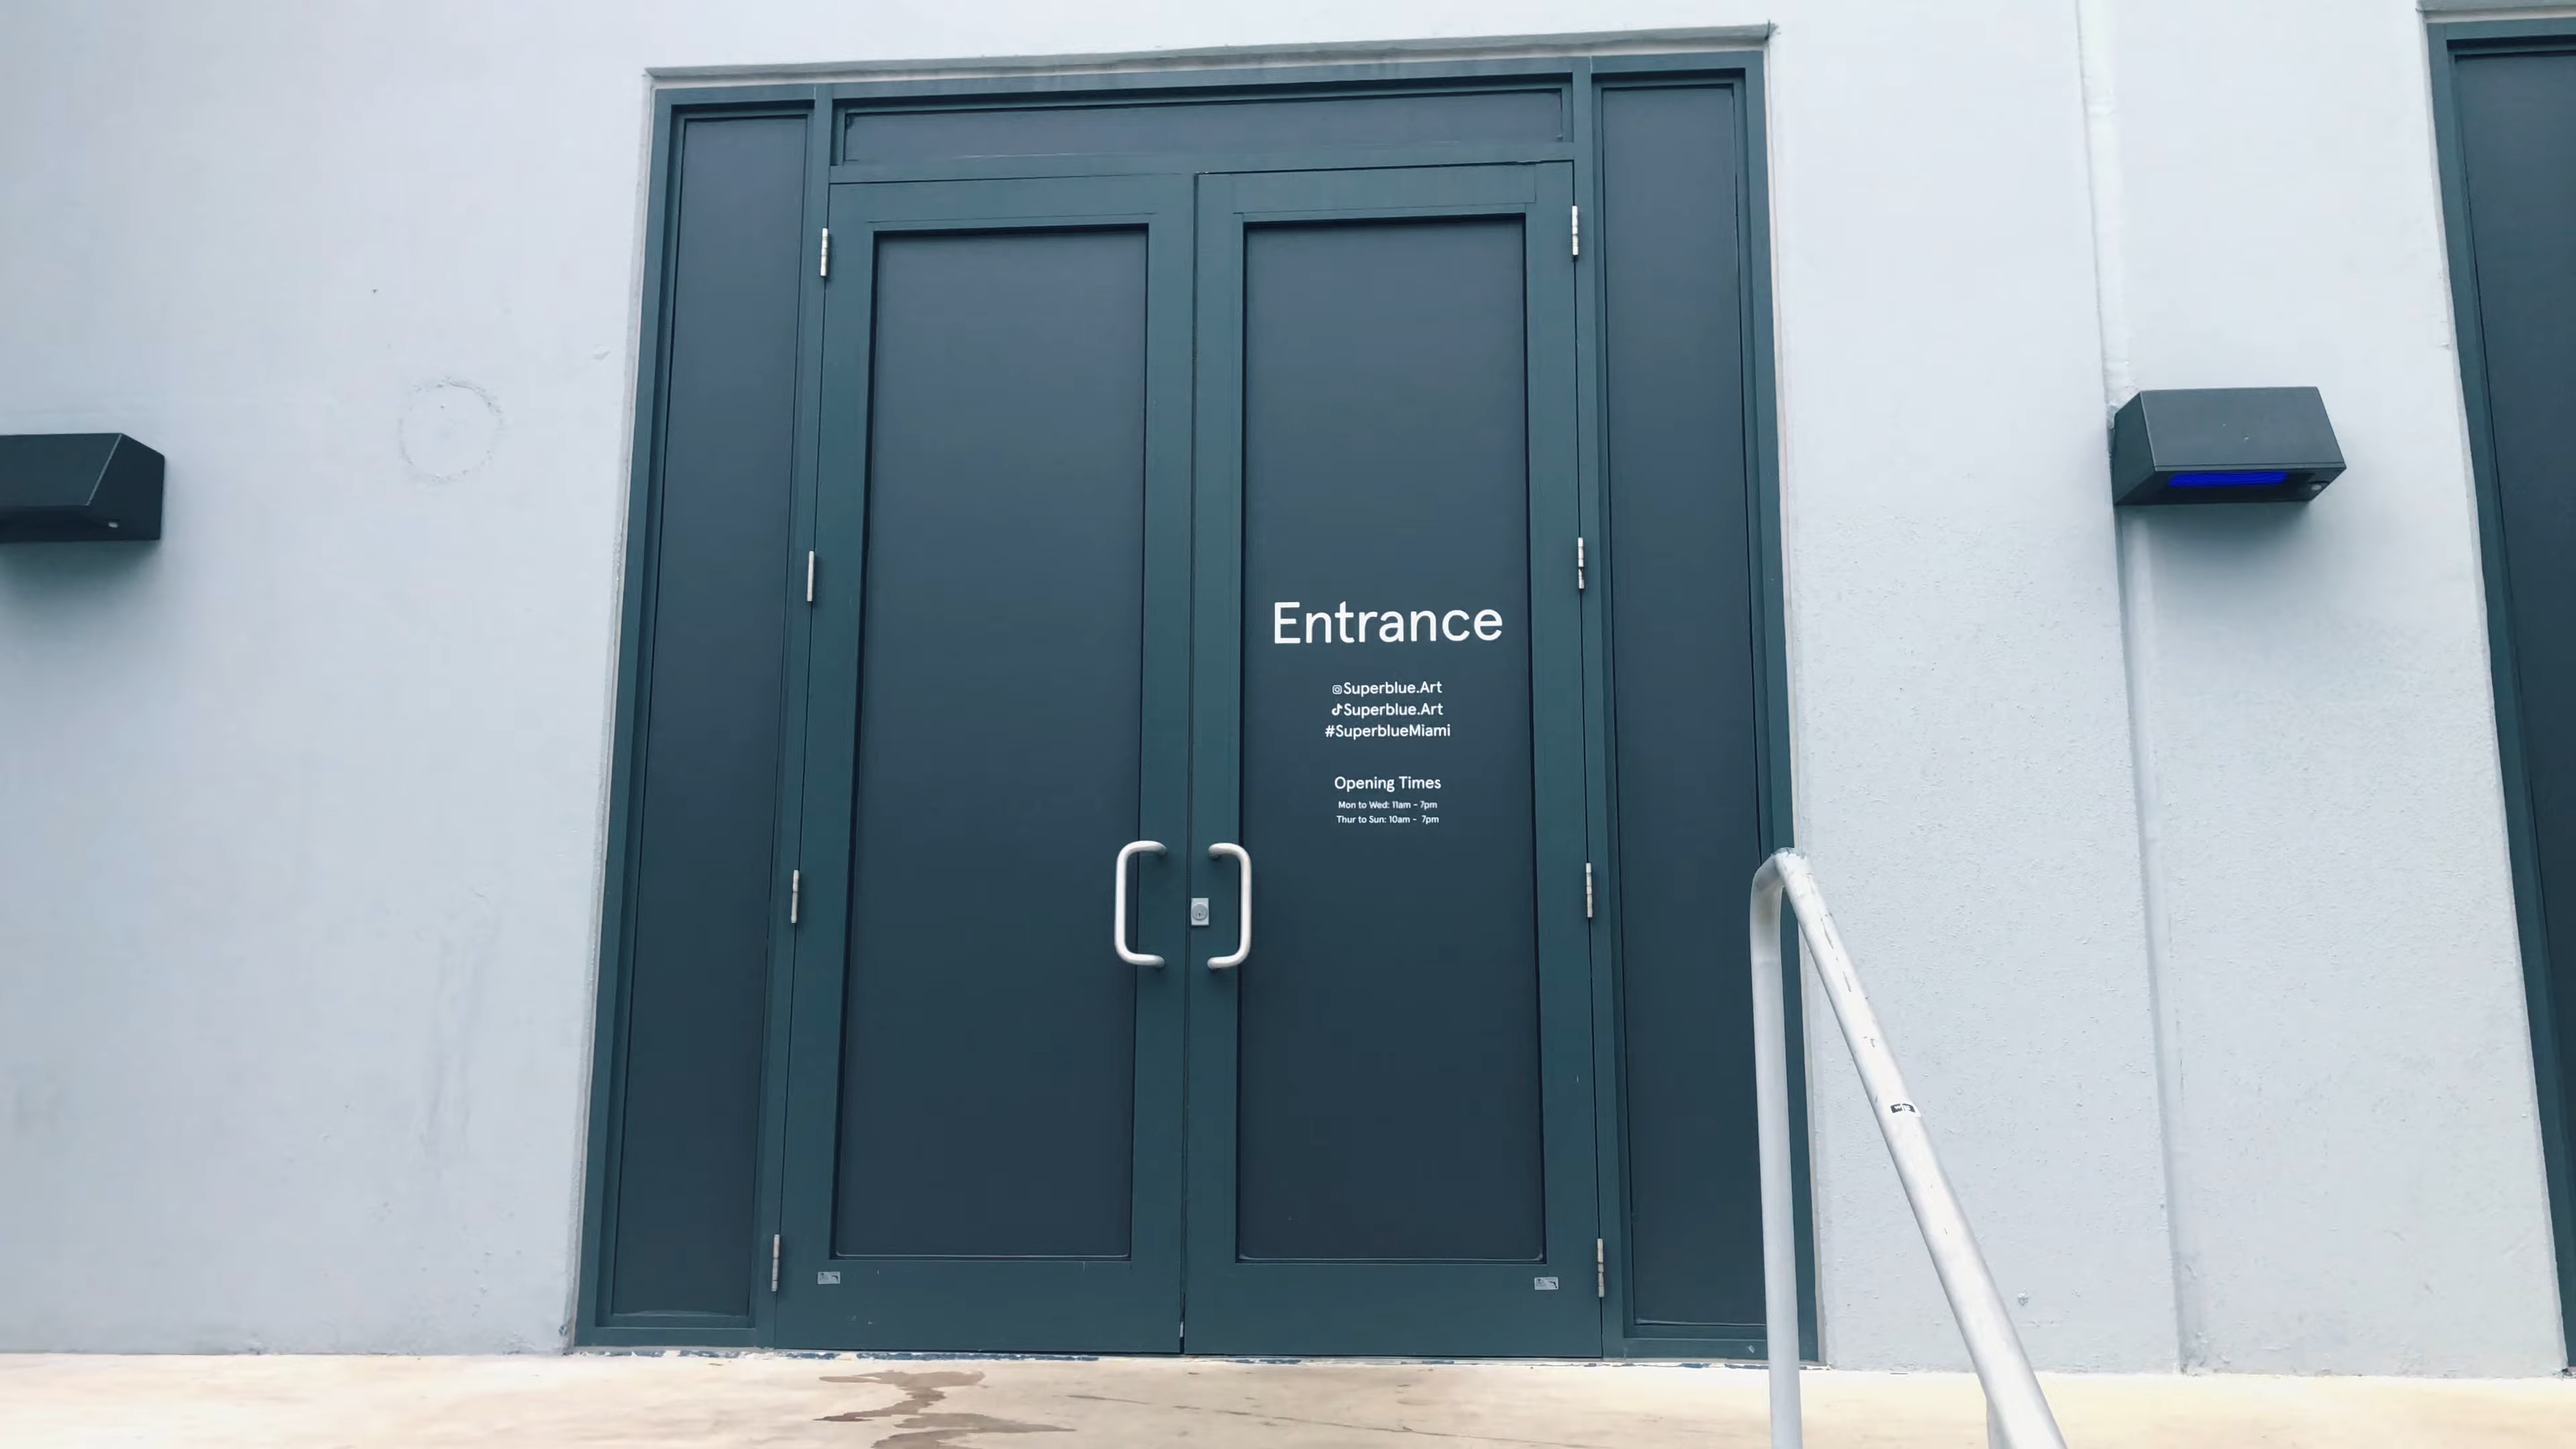 Entrance
Superblue.Art
Superblue.Art
#SuperblueMiami
Opening Times
Mon to Wed: 11am - 7pm
Thur to Sun: 10am - 7pm